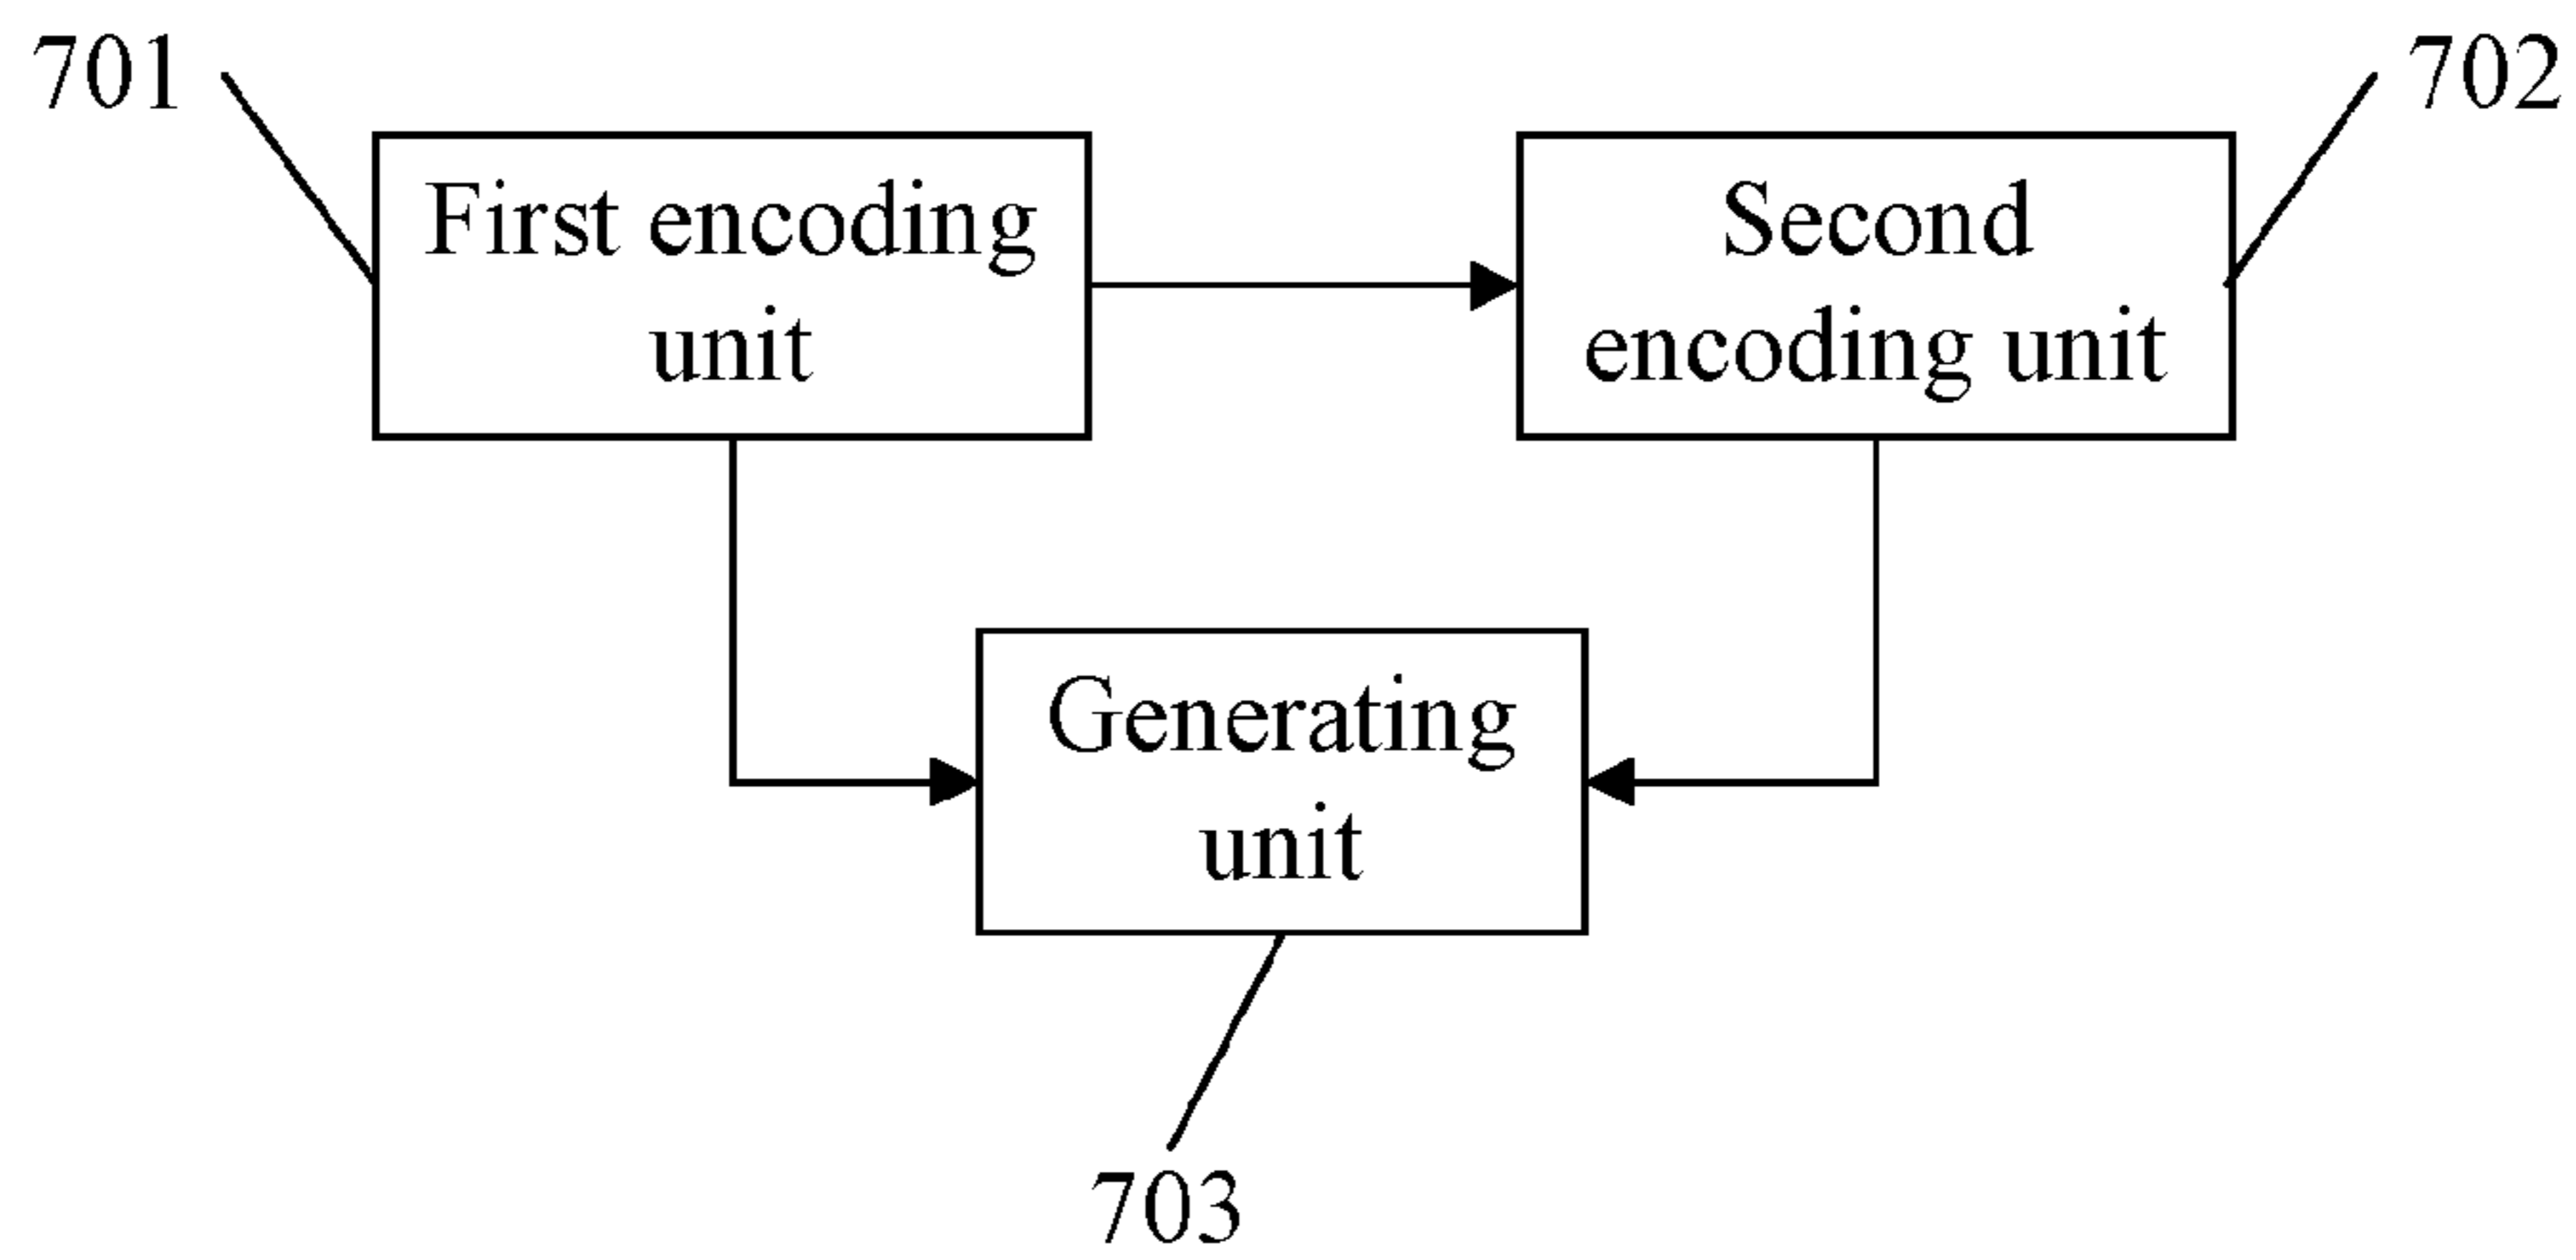 701
702
First encoding
unit
Second
encoding unit
Generating
unit
703